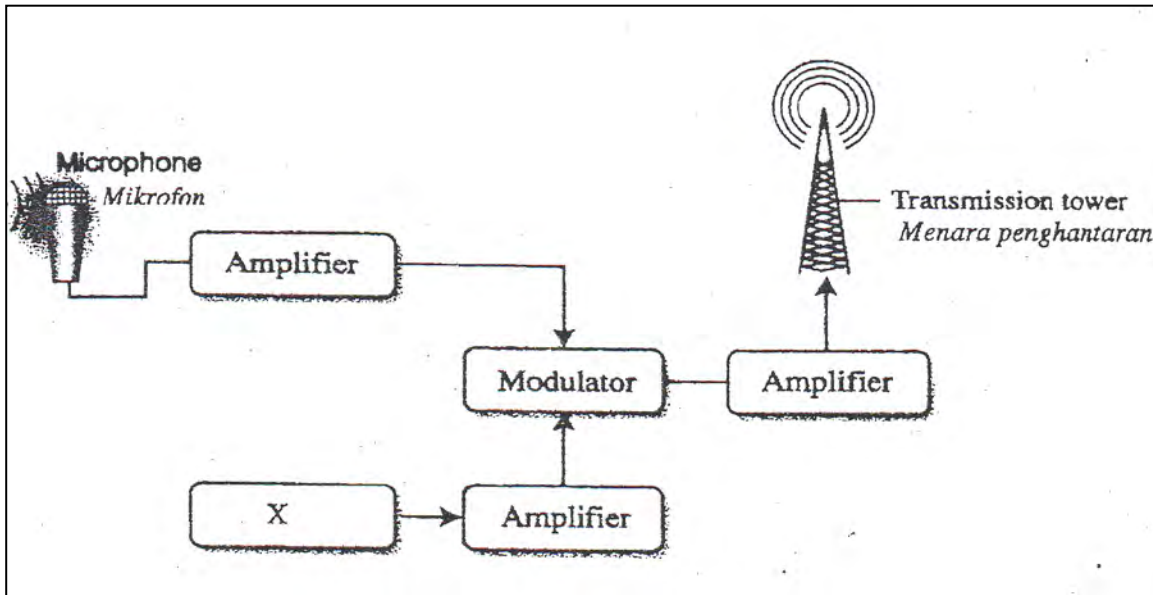 Microphone
Mikrofon
Amplifier
Transmission tower
Menara penghantaran
Modulator
Amplifier
X
Amplifier